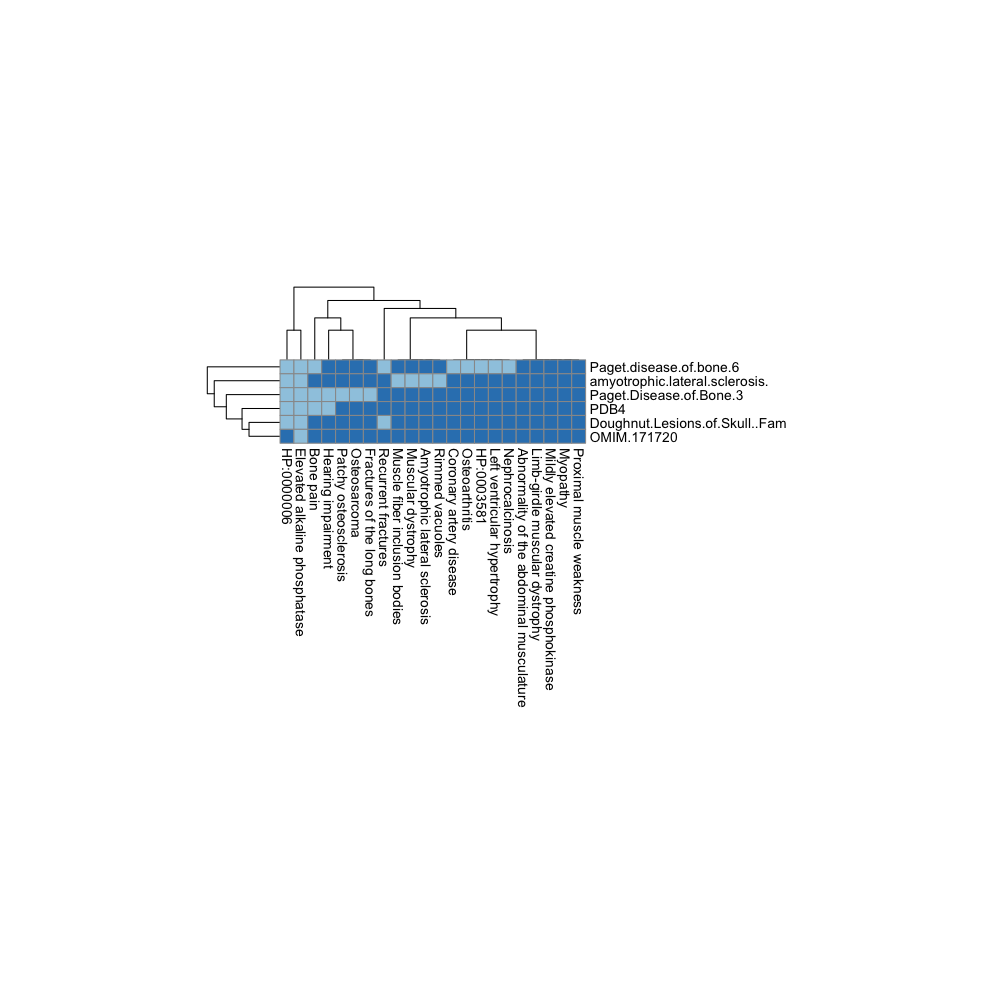 Paget.disease.of.bone.6
amyotrophic.lateral.sclerosis.
Paget.Disease.of.Bone.3
PDB4
Doughnut.Lesions.of.Skull..Fam
OMIM.171720
HP:0000006
Elevated alkaline phosphatase
Bone pain
Hearing impairment
Patchy osteosclerosis
Osteosarcoma
Fractures of the long bones
Recurrent fractures
Muscle fiber inclusion bodies
Muscular dystrophy
Amyotrophic lateral sclerosis
Rimmed vacuoles
Coronary artery disease
Osteoarthritis
HP:0003581
Left ventricular hypertrophy
Nephrocalcinosis
Abnormality of the abdominal musculature
Limb-girdle muscular dystrophy
Mildly elevated creatine phosphokinase
Myopathy
Proximal muscle weakness